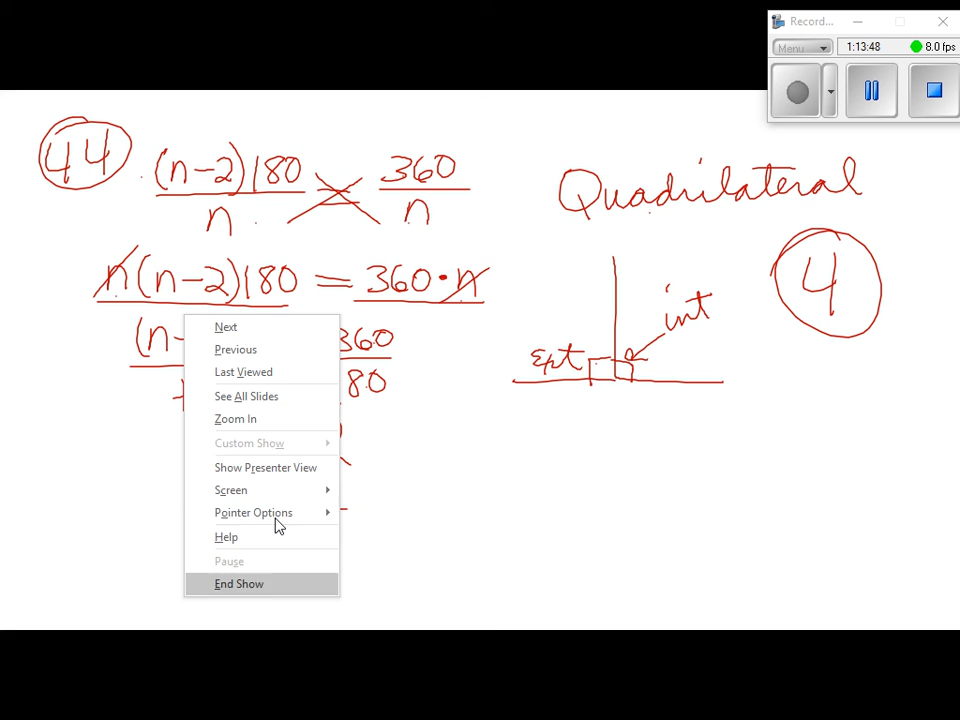 Record...
Menu 1:13:48 8.0 fps
44
(n-2)180 / n 360 / n
Quadrilateral
4
n(n-2)180 = 360·n
int
ext
(n- 360
80
Next
Previous
Last Viewed
See All Slides
Zoom In
Custom Show
Show Presenter View
Screen
Pointer Options
Help
Pause
End Show